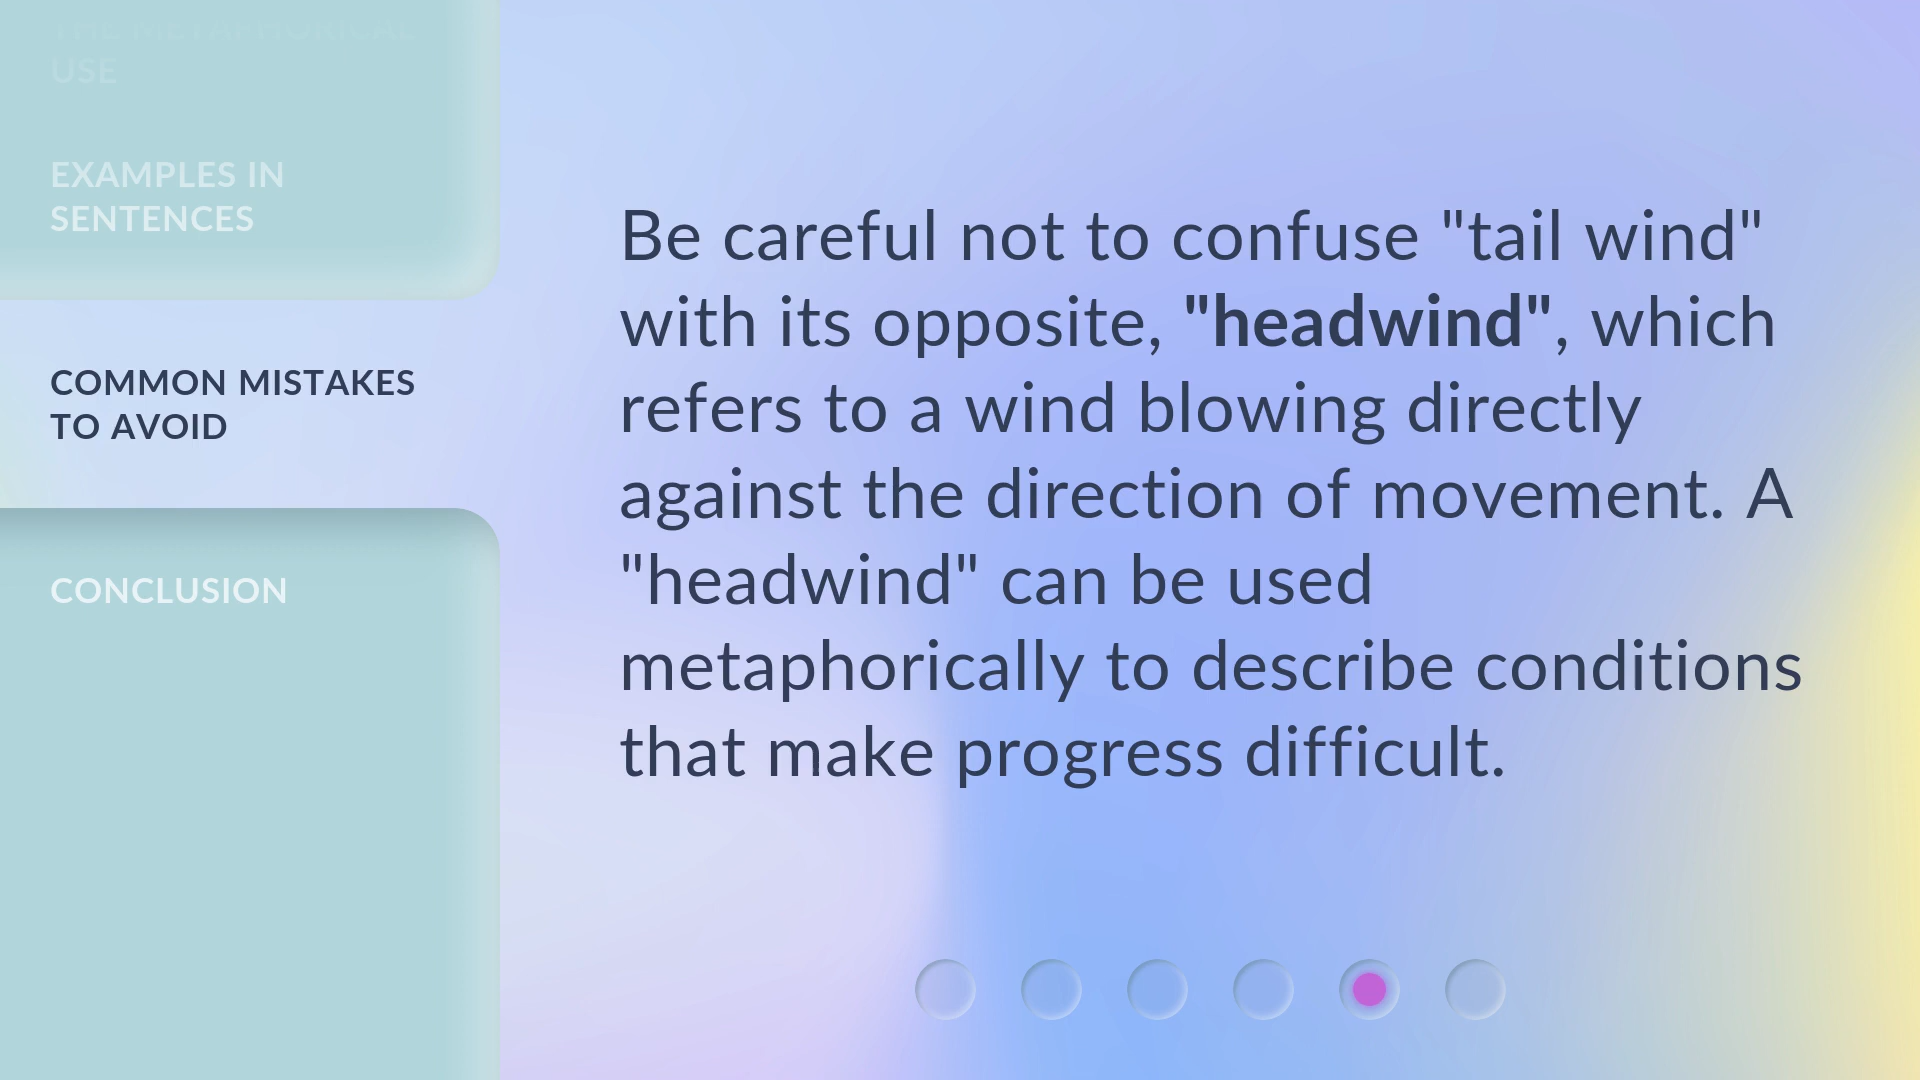 THE METAPHORICAL
USE
EXAMPLES IN
SENTENCES
COMMON MISTAKES
TO AVOID
CONCLUSION
Be careful not to confuse "tail wind"
with its opposite, "headwind", which
refers to a wind blowing directly
against the direction of movement. A
"headwind" can be used
metaphorically to describe conditions
that make progress difficult.